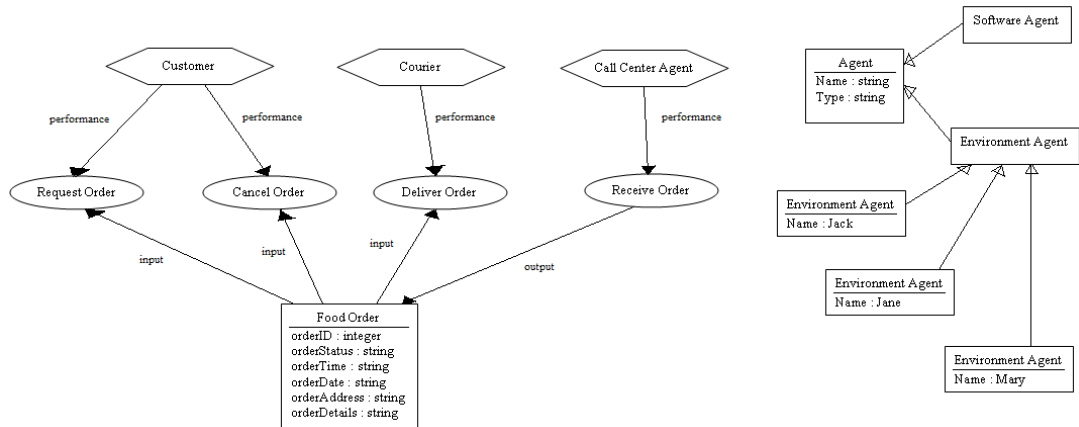 Customer
Courier
Call Center Agent
performance
performance
performance
performance
Request Order
Cancel Order
Deliver Order
Receive Order
input
input
input
output
Food Order
orderID : integer
orderStatus : string
orderTime : string
orderDate : string
orderAddress : string
orderDetails : string
Software Agent
Agent
Name : string
Type : string
Environment Agent
Environment Agent
Name : Jack
Environment Agent
Name : Jane
Environment Agent
Name : Mary